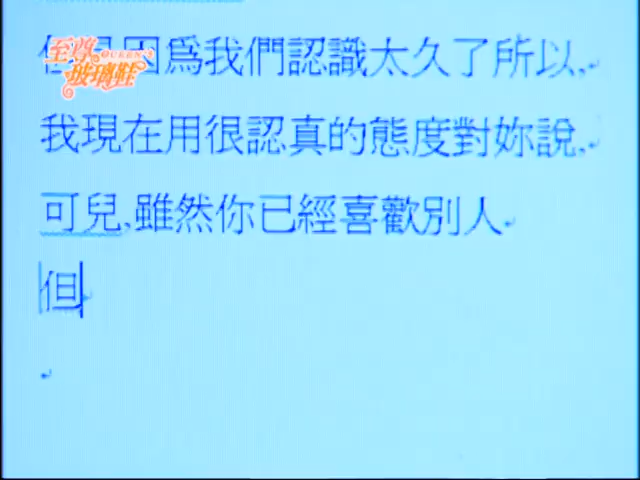 至尊
玻璃鞋
因為我們認識太久了所以,
我現在用很認真的態度對妳說,
可兒,雖然你已經喜歡別人
但